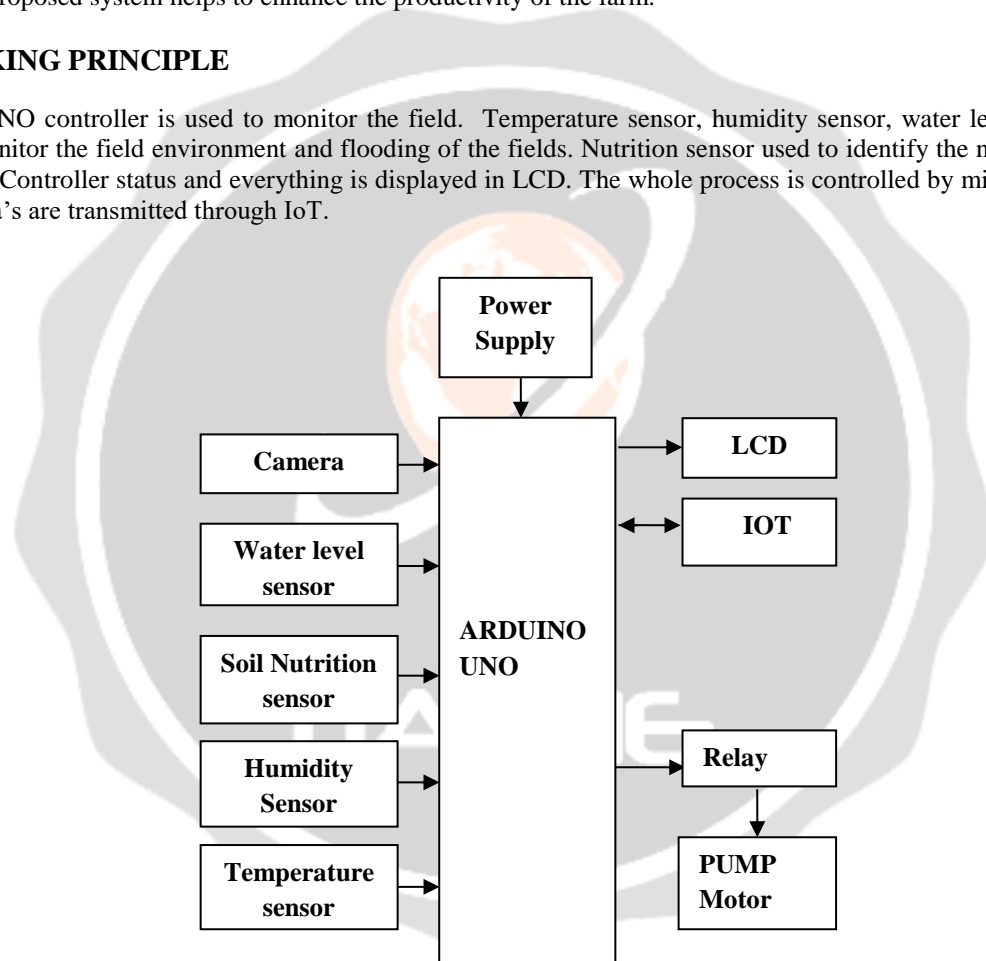 roposed system helps to enhance the productivity of the farm.
KING PRINCIPLE
NO controller is used to monitor the field. Temperature sensor, humidity sensor, water le
nitor the field environment and flooding of the fields. Nutrition sensor used to identify the n
Controller status and everything is displayed in LCD. The whole process is controlled by mi
a's are transmitted through IoT.
Power
Supply
Camera
Water level
sensor
Soil Nutrition
sensor
Humidity
Sensor
Temperature
sensor
ARDUINO
UNO
LCD
IOT
Relay
PUMP
Motor